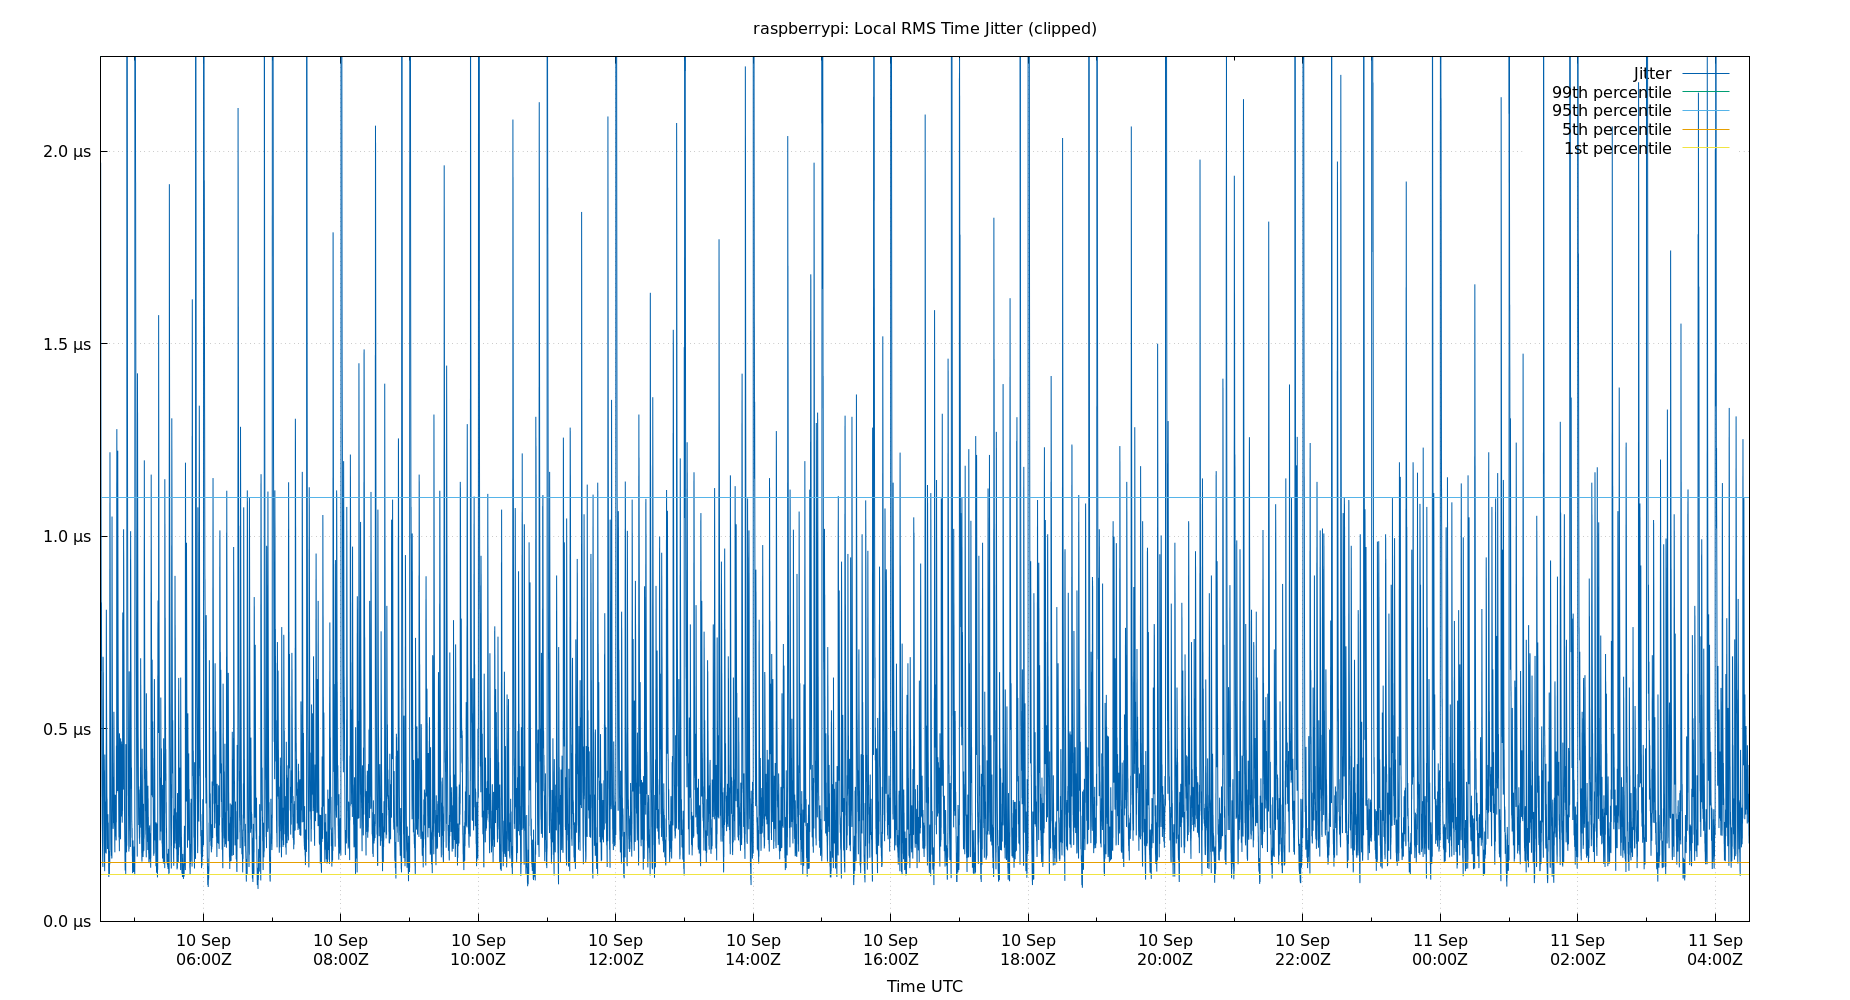 raspberrypi: Local RMS Time Jitter (clipped)
Jitter
99th percentile
95th percentile
5th percentile
1st percentile
2.0 µs
1.5 µs
1.0 µs
0.5 µs
0.0 µs
10 Sep 10 Sep 10 Sep 10 Sep 10 Sep 10 Sep 10 Sep 10 Sep 10 Sep 11 Sep 11 Sep 11 Sep
06:00Z 08:00Z 10:00Z 12:00Z 14:00Z 16:00Z 18:00Z 20:00Z 22:00Z 00:00Z 02:00Z 04:00Z
Time UTC